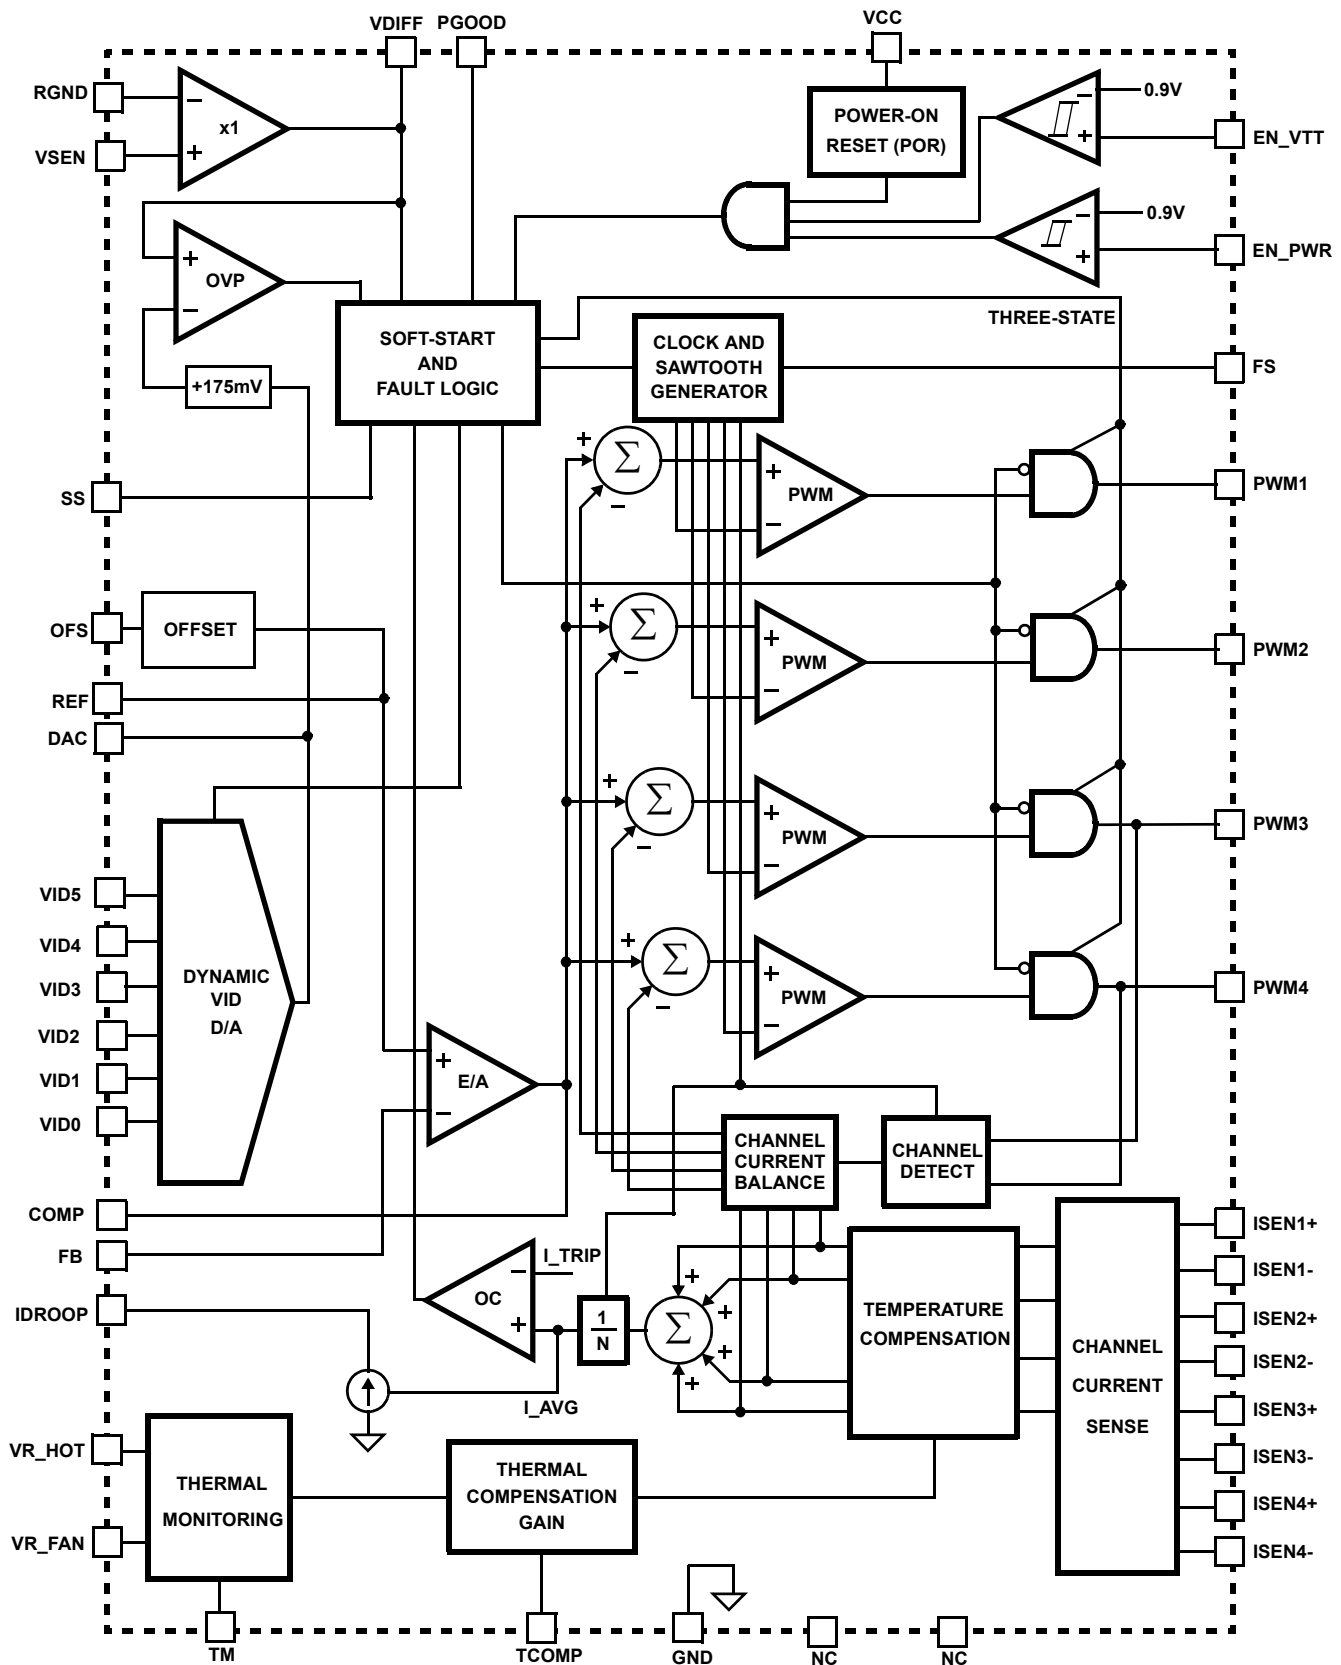 VDIFF
PGOOD
VCC
RGND
−
x1
+
VSEN
POWER-ON
RESET (POR)
−
0.9V
+
EN_VTT
−
0.9V
+
EN_PWR
+
OVP
−
+175mV
SOFT-START
AND
FAULT LOGIC
THREE-STATE
CLOCK AND
SAWTOOTH
GENERATOR
FS
+
Σ
−
+
PWM
−
PWM1
SS
OFS
OFFSET
REF
DAC
+
Σ
−
+
PWM
−
PWM2
+
Σ
−
+
PWM
−
PWM3
VID5
VID4
VID3
VID2
VID1
VID0
DYNAMIC
VID
D/A
+
Σ
−
+
PWM
−
PWM4
+
E/A
−
CHANNEL
CURRENT
BALANCE
CHANNEL
DETECT
COMP
FB
IDROOP
I_TRIP
−
OC
+
1
N
I_AVG
Σ
+
+
+
+
TEMPERATURE
COMPENSATION
CHANNEL
CURRENT
SENSE
ISEN1+
ISEN1-
ISEN2+
ISEN2-
ISEN3+
ISEN3-
ISEN4+
ISEN4-
VR_HOT
VR_FAN
THERMAL
MONITORING
THERMAL
COMPENSATION
GAIN
TM
TCOMP
GND
NC
NC